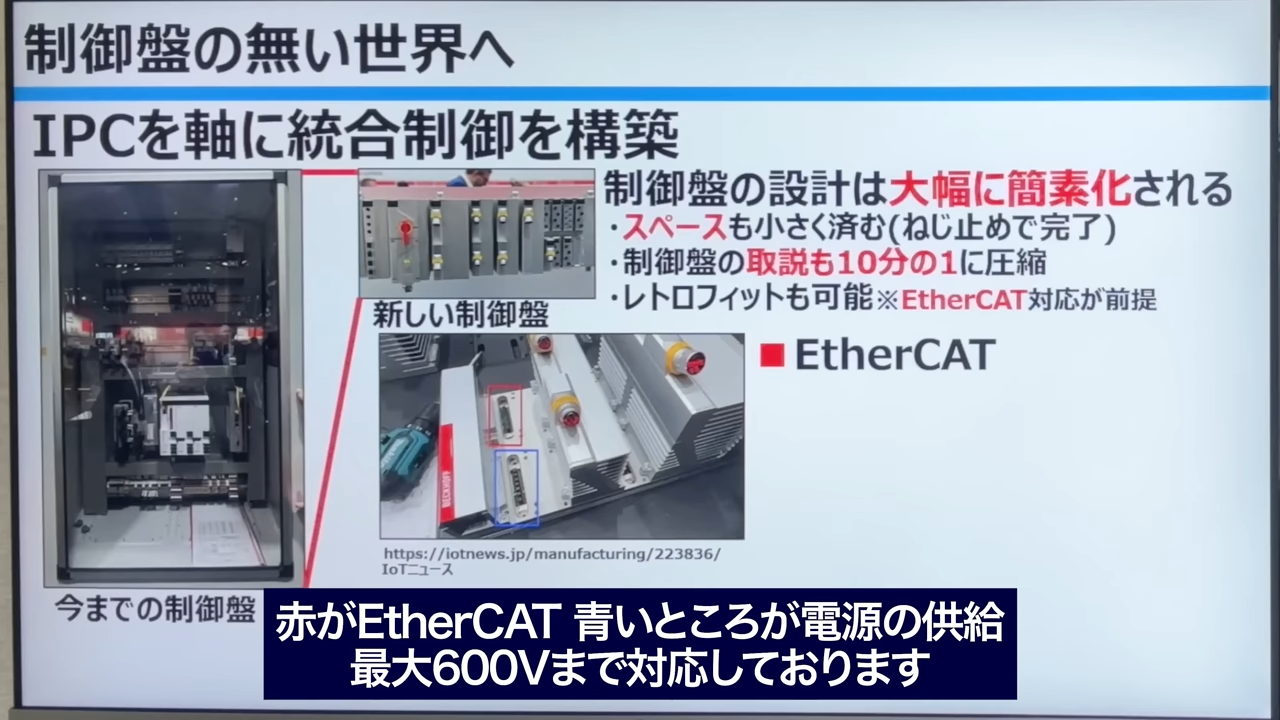 制御盤の無い世界へ
IPCを軸に統合制御を構築
制御盤の設計は大幅に簡素化される
・スペースも小さく済む(ねじ止めで完了)
・制御盤の取説も10分の1に圧縮
・レトロフィットも可能※EtherCAT対応が前提
新しい制御盤
■ EtherCAT
BECKHOFF
makita
https://iotnews.jp/manufacturing/223836/
IoTニュース
今までの制御盤
赤がEtherCAT 青いところが電源の供給
最大600Vまで対応しております